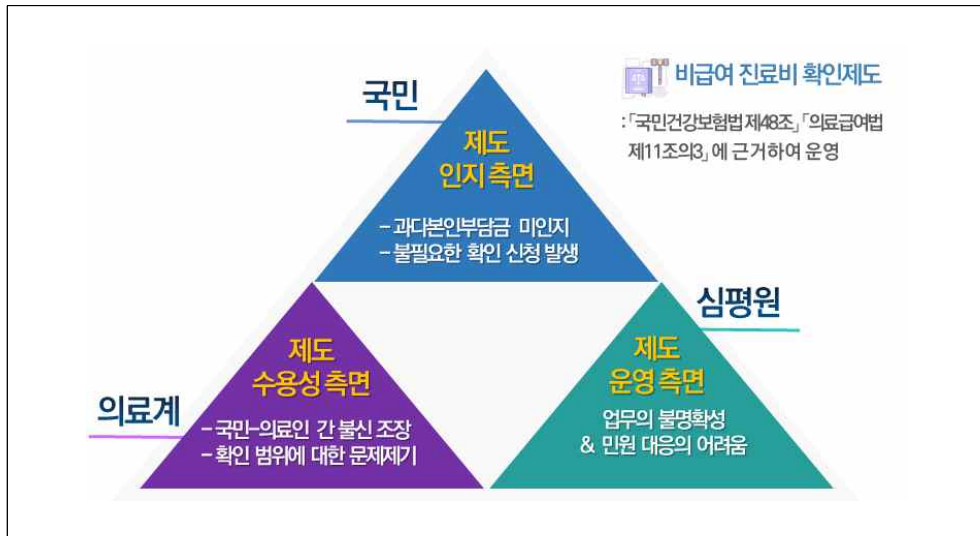 국민
비급여 진료비 확인제도
:「국민건강보험법 제48조」「의료급여법
제11조의3」에 근거하여 운영
제도
인지 측면
- 과다본인부담금 미인지
- 불필요한 확인 신청 발생
의료계
제도
수용성 측면
- 국민-의료인 간 불신 조장
- 확인 범위에 대한 문제제기
심평원
제도
운영 측면
업무의 불명확성
& 민원 대응의 어려움